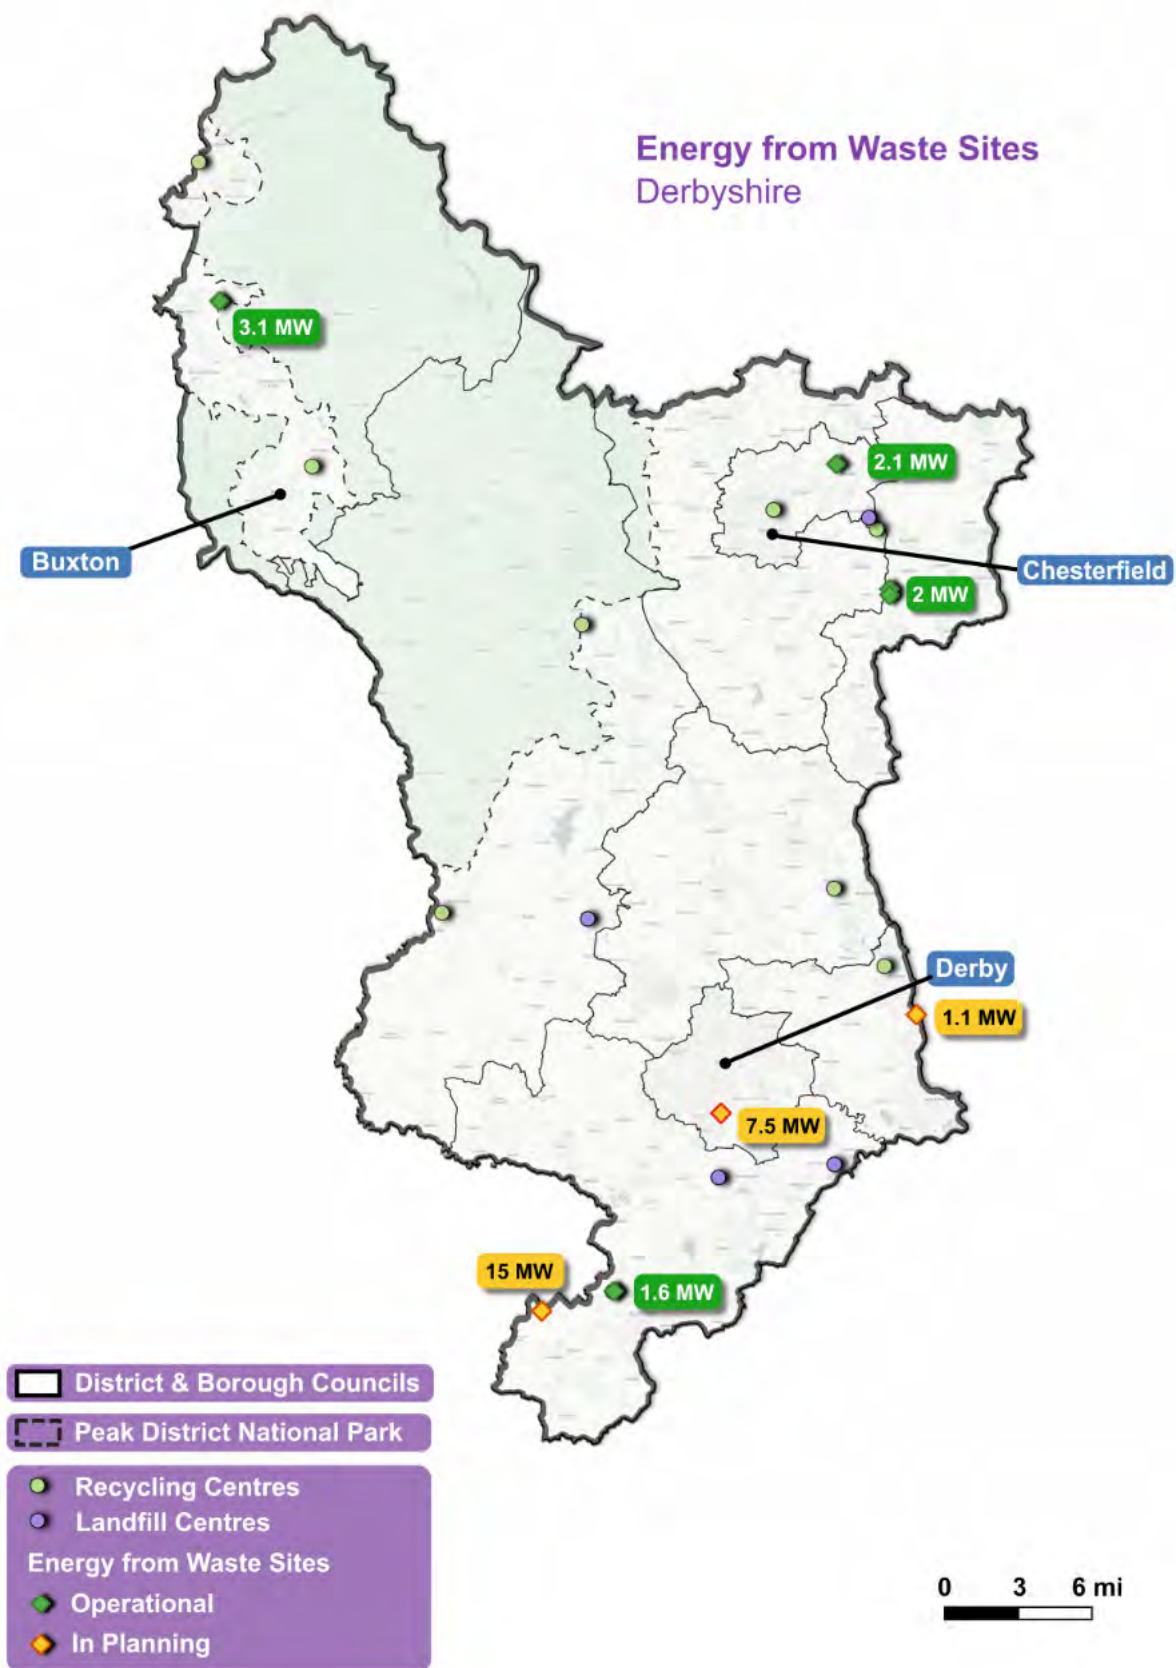 Energy from Waste Sites
Derbyshire
3.1 MW
2.1 MW
Buxton
Chesterfield
2 MW
Derby
1.1 MW
7.5 MW
15 MW
1.6 MW
District & Borough Councils
Peak District National Park
Recycling Centres
Landfill Centres
Energy from Waste Sites
Operational
In Planning
0 3 6 mi